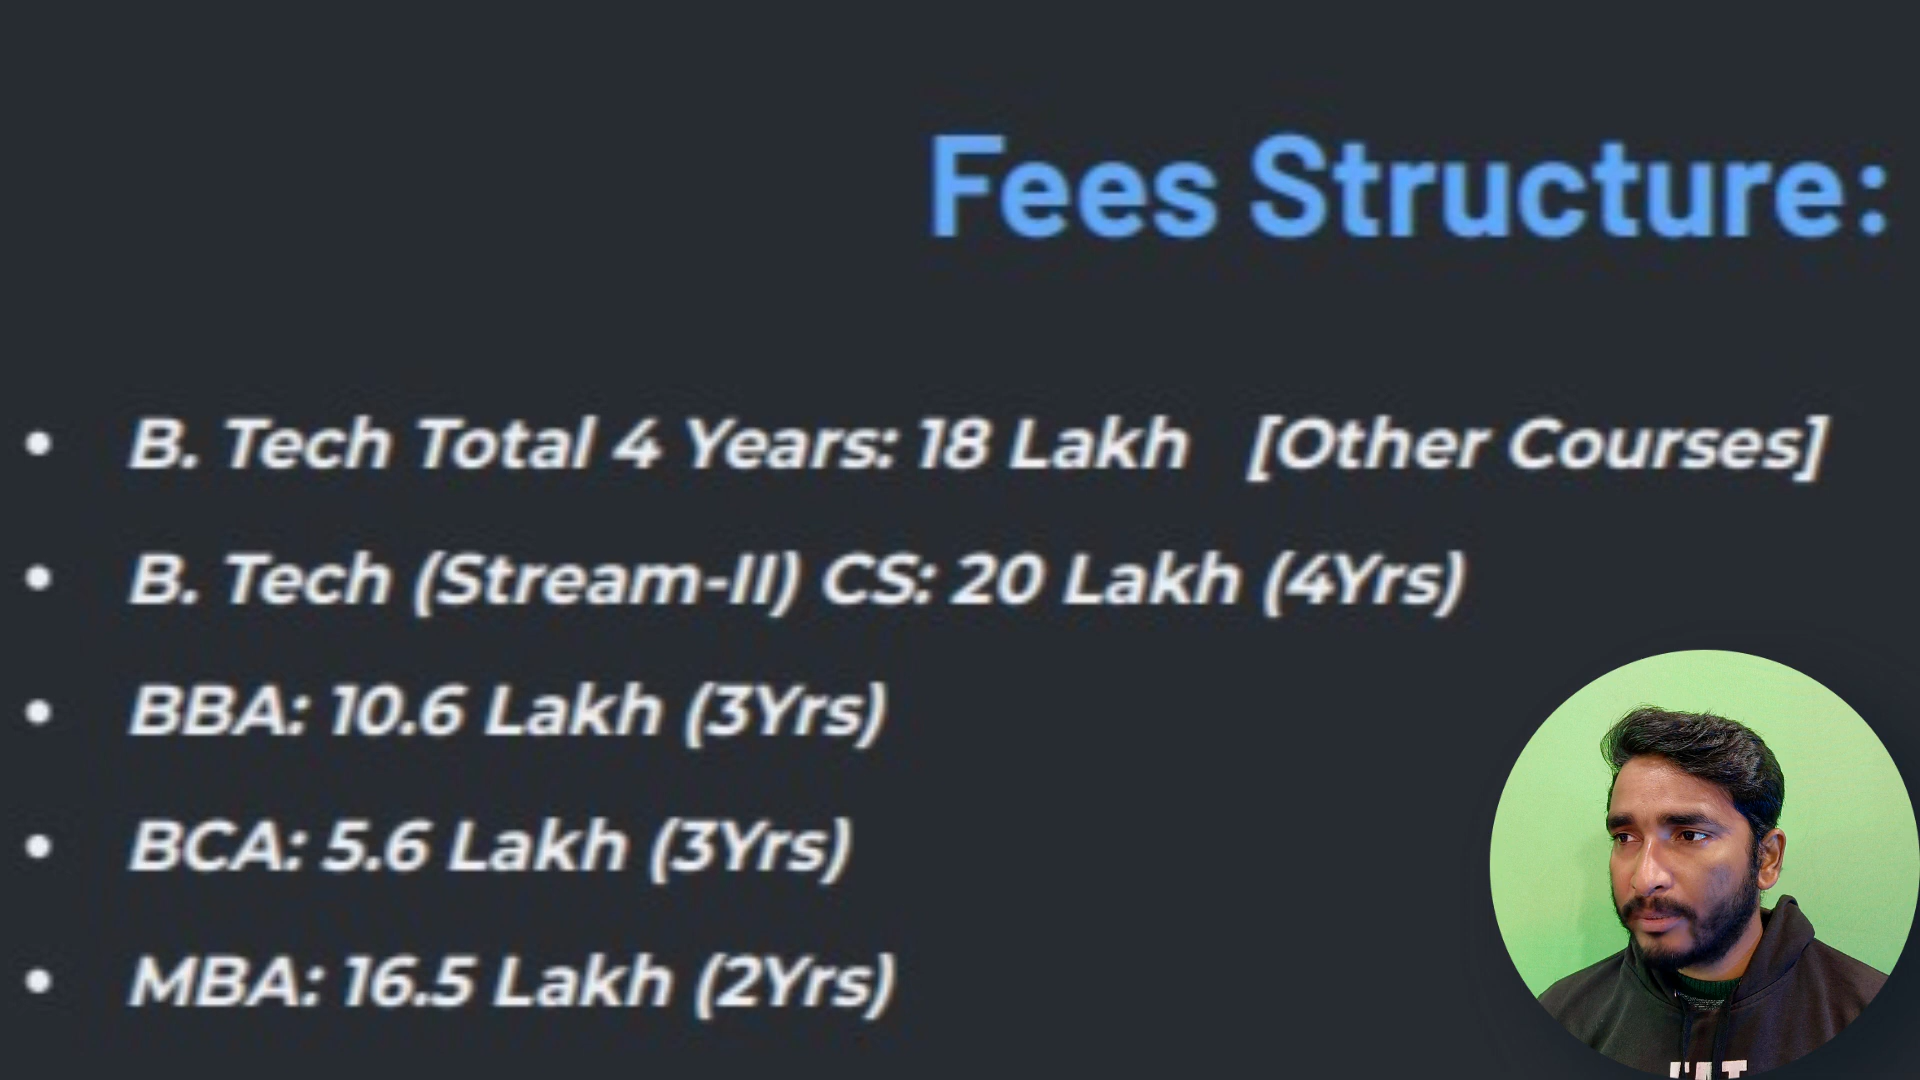 Fees Structure:
• B. Tech Total 4 Years: 18 Lakh [Other Courses]
• B. Tech (Stream-II) CS: 20 Lakh (4Yrs)
• BBA: 10.6 Lakh (3Yrs)
• BCA: 5.6 Lakh (3Yrs)
• MBA: 16.5 Lakh (2Yrs)